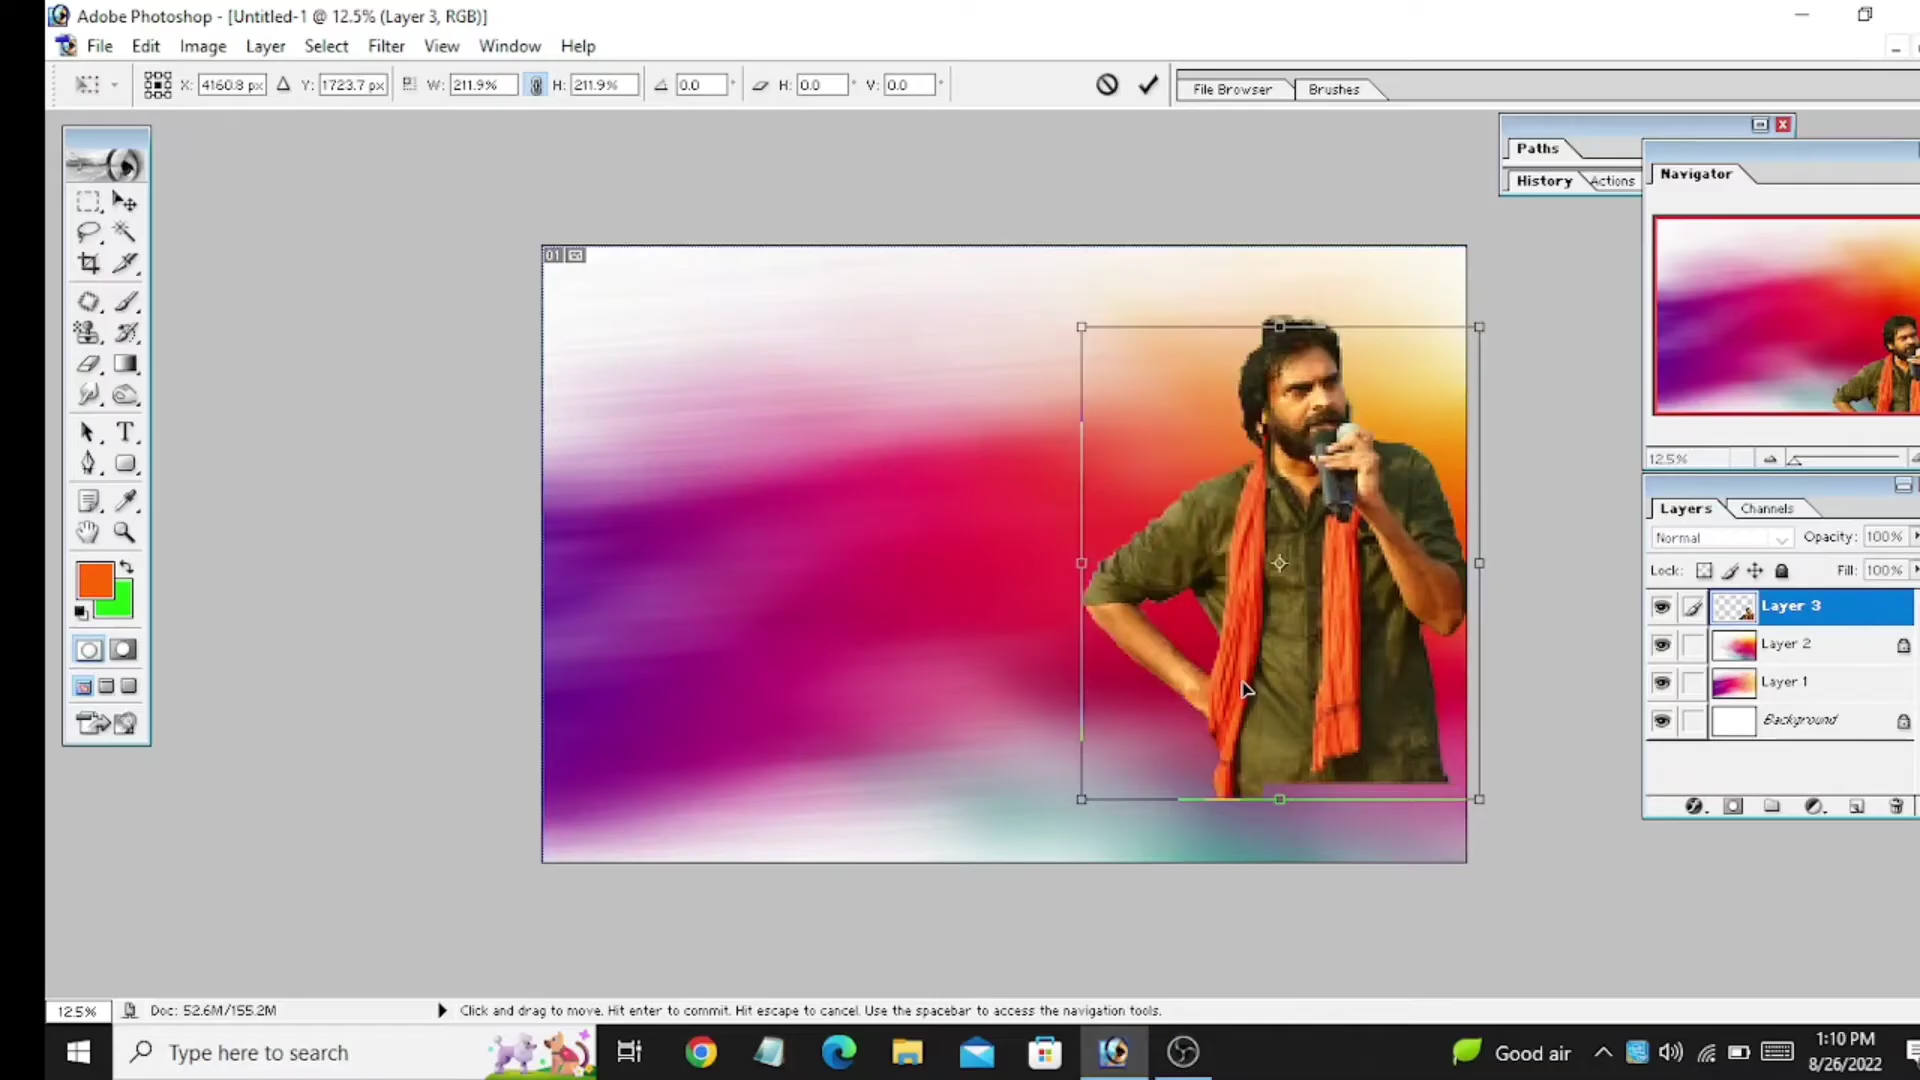 Adobe Photoshop - [Untitled-1 @ 12.5% (Layer 3, RGB)]
File Edit Image Layer Select Filter View Window Help
X: 4160.8 px Y: 1723.7 px W: 211.9% H: 211.9% 0.0 ° H: 0.0 ° V: 0.0 °
File Browser Brushes
Paths
History Actions
Navigator
01
T
12.5%
Layers Channels
Normal Opacity: 100%
Lock: Fill: 100%
Layer 3
Layer 2
Layer 1
Background
12.5% Doc: 52.6M/155.2M Click and drag to move. Hit enter to commit. Hit escape to cancel. Use the spacebar to access the navigation tools.
Type here to search
Good air
1:10 PM
8/26/2022